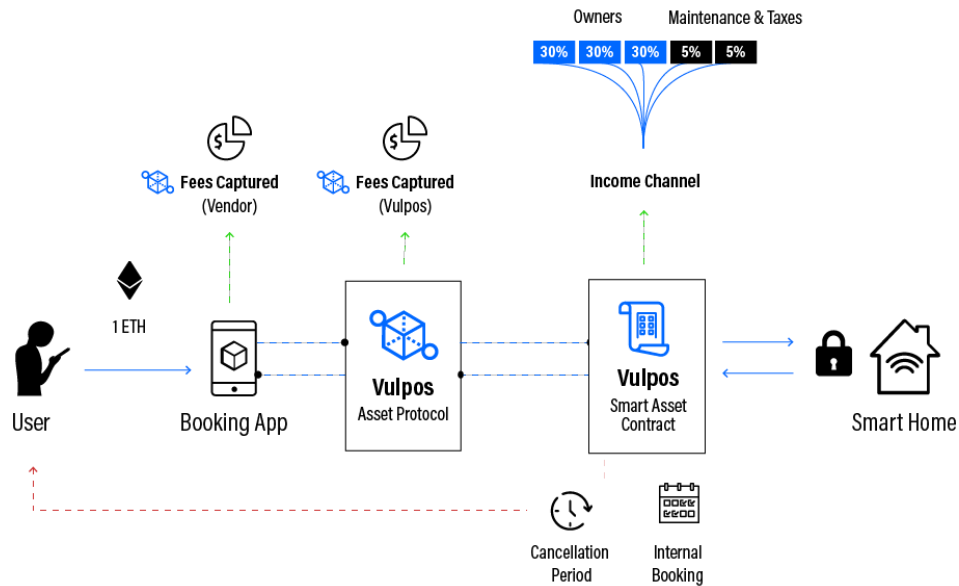 Owners
Maintenance & Taxes
30% 30% 30% 5% 5%
$
$
Fees Captured
(Vendor)
Fees Captured
(Vulpos)
Income Channel
1 ETH
User
Booking App
Vulpos
Asset Protocol
Vulpos
Smart Asset
Contract
Smart Home
Cancellation
Period
Internal
Booking